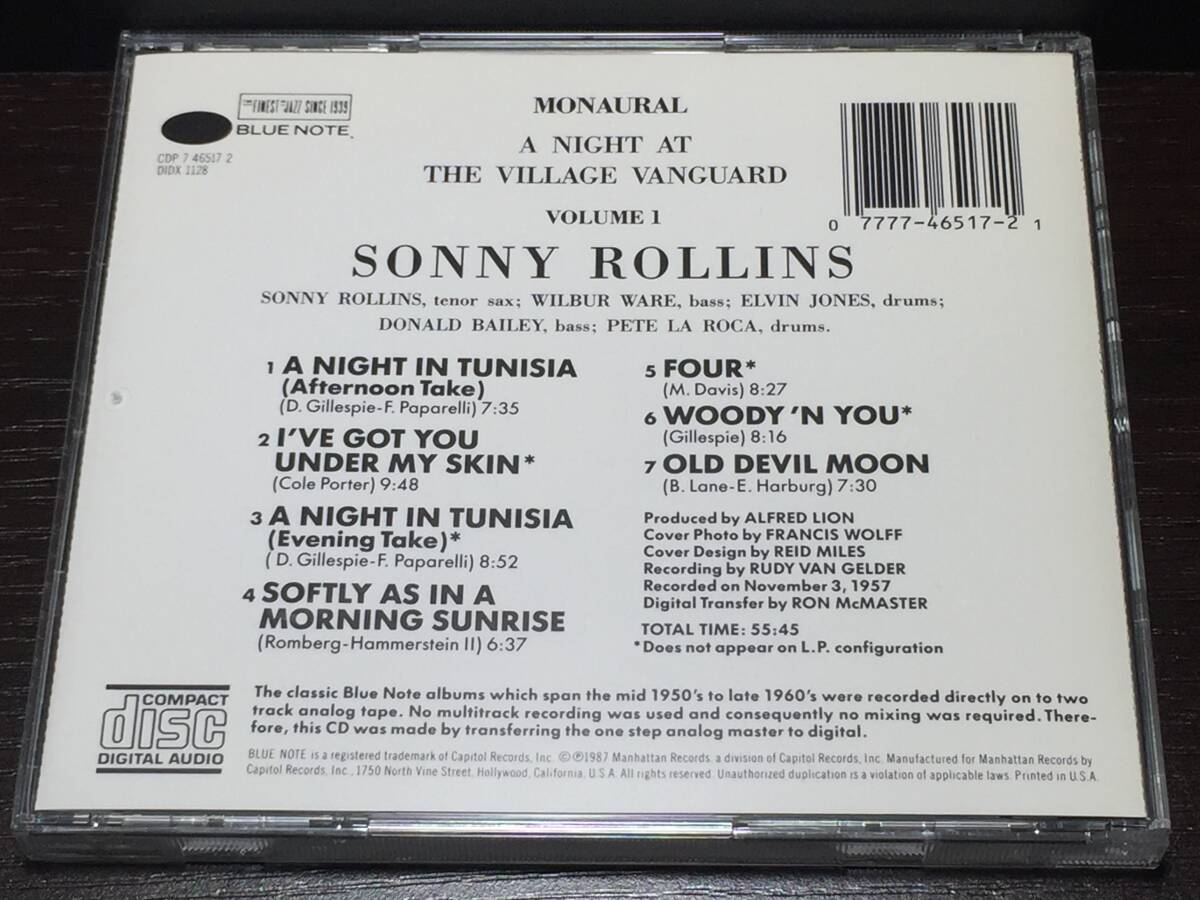 THE FINEST IN JAZZ SINCE 1939
BLUE NOTE
CDP 7 46517 2
DIDX 1128
MONAURAL
A NIGHT AT
THE VILLAGE VANGUARD
VOLUME 1
SONNY ROLLINS
0 7777-46517-2 1
SONNY ROLLINS, tenor sax; WILBUR WARE, bass; ELVIN JONES, drums;
DONALD BAILEY, bass; PETE LA ROCA, drums.
1 A NIGHT IN TUNISIA
(Afternoon Take)
(D. Gillespie-F. Paparelli) 7:35
2 I'VE GOT YOU
UNDER MY SKIN*
(Cole Porter) 9:48
3 A NIGHT IN TUNISIA
(Evening Take)*
( D. Gillespie-F. Paparelli) 8:52
4 SOFTLY AS IN A
MORNING SUNRISE
(Romberg-Hammerstein II) 6:37
5 FOUR*
(M. Davis) 8:27
6 WOODY 'N YOU*
(Gillespie) 8:16
7 OLD DEVIL MOON
(B. Lane-E. Harburg) 7:30
Produced by ALFRED LION
Cover Photo by FRANCIS WOLFF
Cover Design by REID MILES
Recording by RUDY VAN GELDER
Recorded on November 3, 1957
Digital Transfer by RON McMASTER
TOTAL TIME: 55:45
*Does not appear on L.P. configuration
COMPACT
disc
DIGITAL AUDIO
The classic Blue Note albums which span the mid 1950's to late 1960's were recorded directly on to two
track analog tape. No multitrack recording was used and consequently no mixing was required. There-
fore, this CD was made by transferring the one step analog master to digital.
BLUE NOTE is a registered trademark of Capitol Records, Inc. ©℗1987 Manhattan Records, a division of Capitol Records, Inc. Manufactured for Manhattan Records by
Capitol Records, Inc., 1750 North Vine Street, Hollywood, California, U.S.A. All rights reserved. Unauthorized duplication is a violation of applicable laws. Printed in U.S.A.